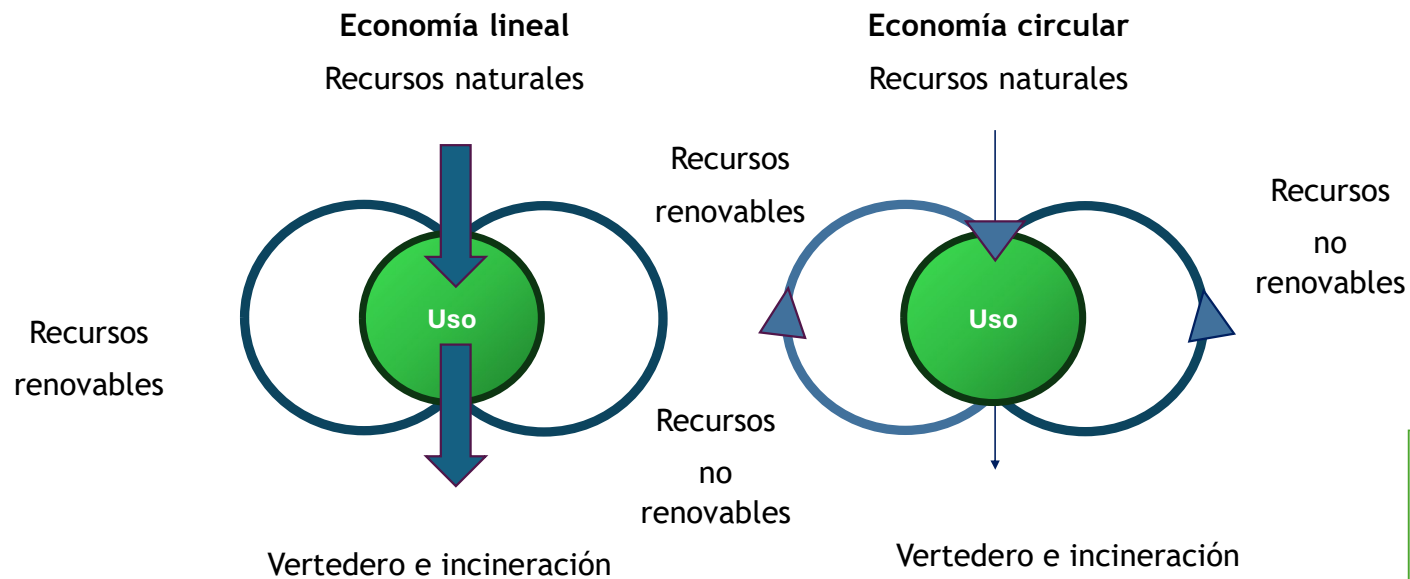 Economía lineal
Recursos naturales
Recursos
renovables
Uso
Recursos
no
renovables
Vertedero e incineración
Economía circular
Recursos naturales
Recursos
renovables
Uso
Recursos
no
renovables
Vertedero e incineración